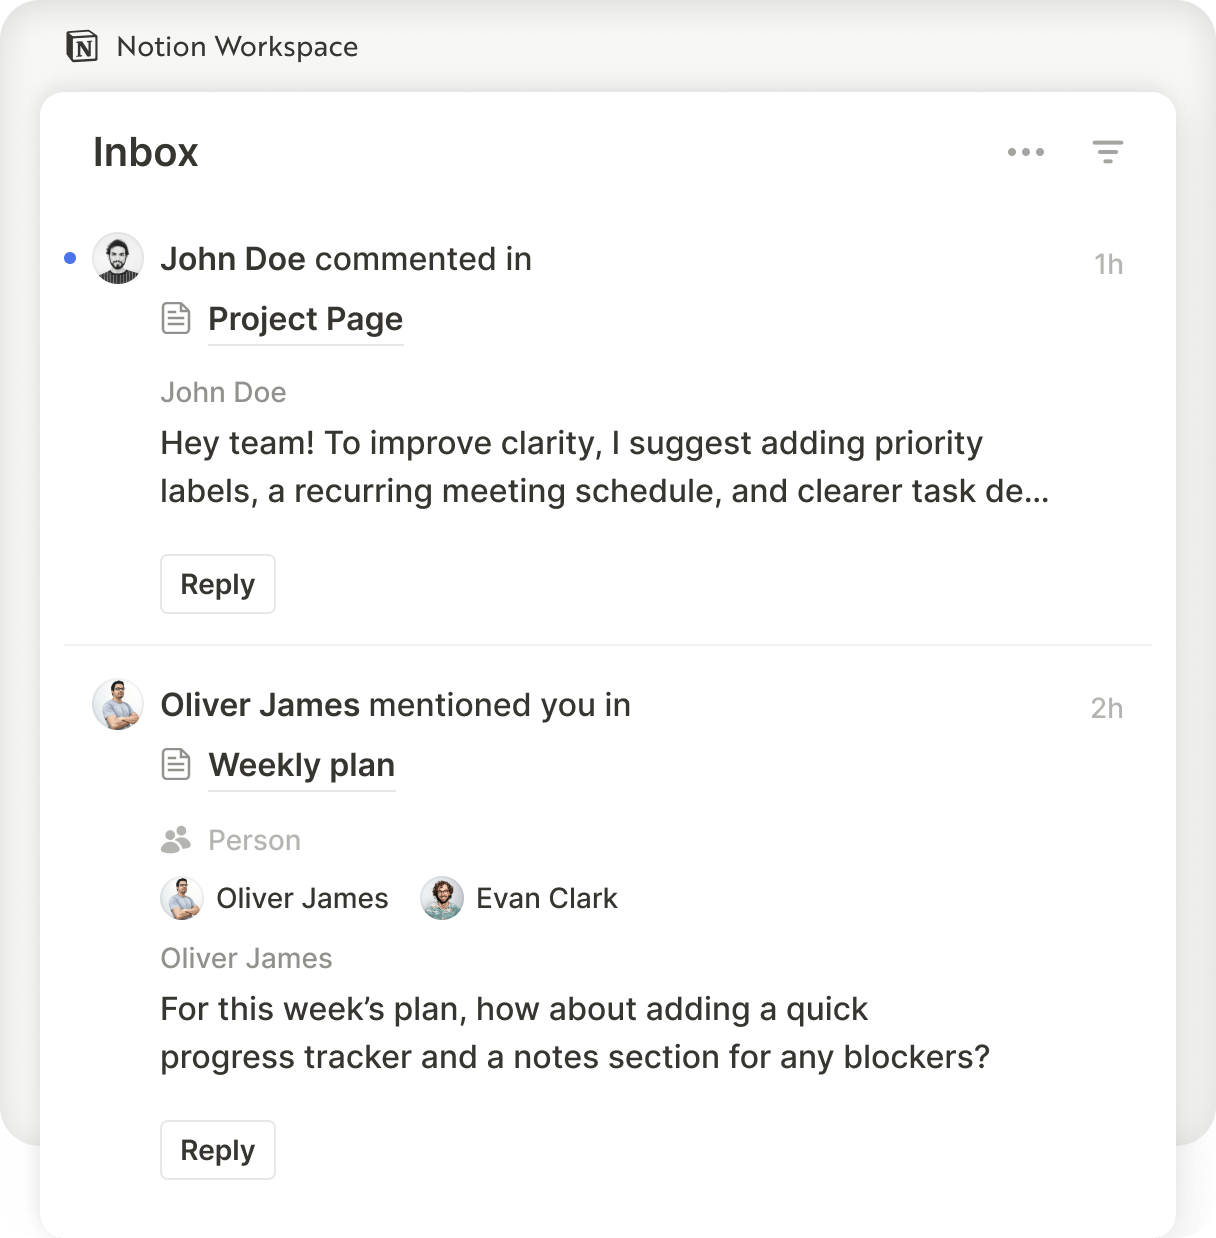 N Notion Workspace
Inbox
John Doe commented in
1h
Project Page
John Doe
Hey team! To improve clarity, I suggest adding priority
labels, a recurring meeting schedule, and clearer task de...
Reply
Oliver James mentioned you in
2h
Weekly plan
Person
Oliver James Evan Clark
Oliver James
For this week’s plan, how about adding a quick
progress tracker and a notes section for any blockers?
Reply